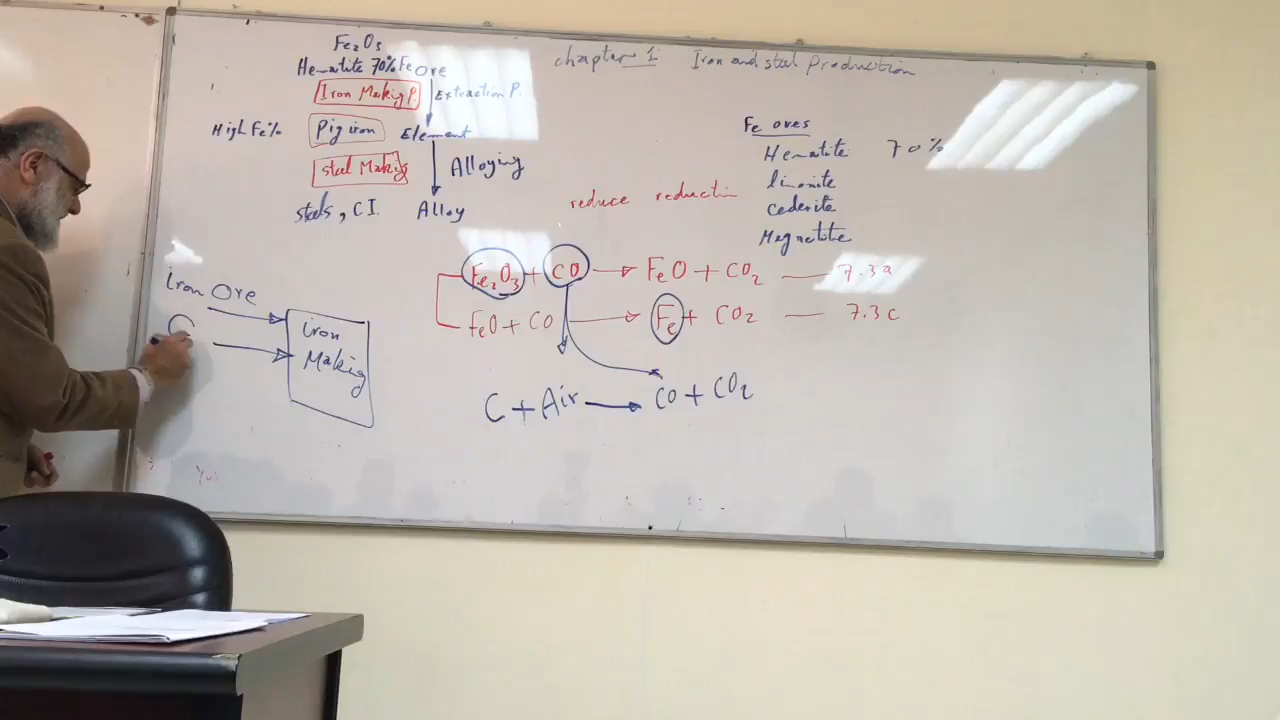 chapter 1 Iron and steel Production
Fe₂O₃
Hematite 70% Fe Ore
Iron Making P. Extraction P.
High Fe% Pig iron Element
Steel Making Alloying
steels, C I. Alloy
Fe ores
Hematite 70%
limonite
cederite
Megnetite
reduce reduction
Fe₂O₃ + CO → FeO + CO₂ — 7.3a
FeO + CO → Fe + CO₂ — 7.3c
C + Air → CO + CO₂
Iron Ore
C
iron
Making